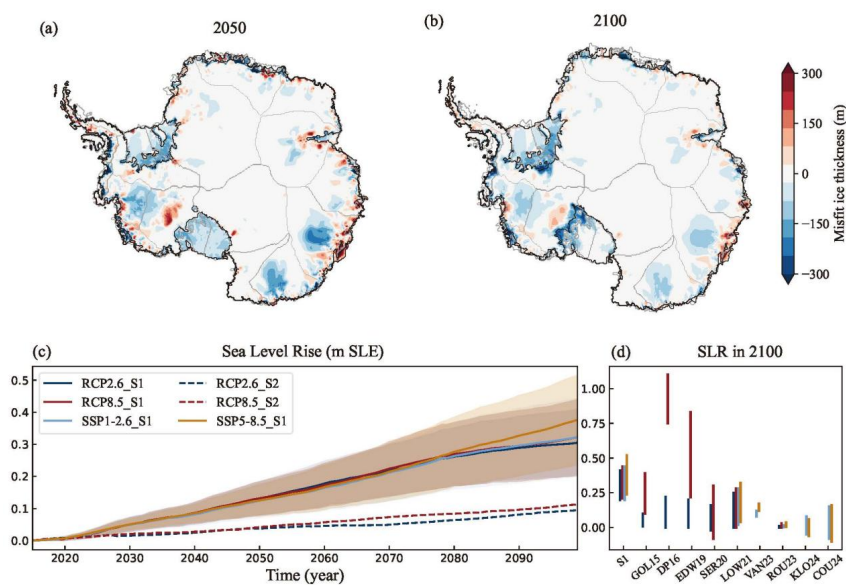 (a)
2050
(b)
2100
300
150
0
−150
−300
Misfit ice thickness (m)
(c)
Sea Level Rise (m SLE)
0.5
0.4
0.3
0.2
0.1
0.0
RCP2.6_S1
RCP8.5_S1
SSP1-2.6_S1
RCP2.6_S2
RCP8.5_S2
SSP5-8.5_S1
2020
2030
2040
2050
2060
2070
2080
2090
Time (year)
(d)
SLR in 2100
1.00
0.75
0.50
0.25
0.00
S1
GOL15
DP16
EDW19
SER20
LOW21
VAN23
ROU23
KLO24
COU24